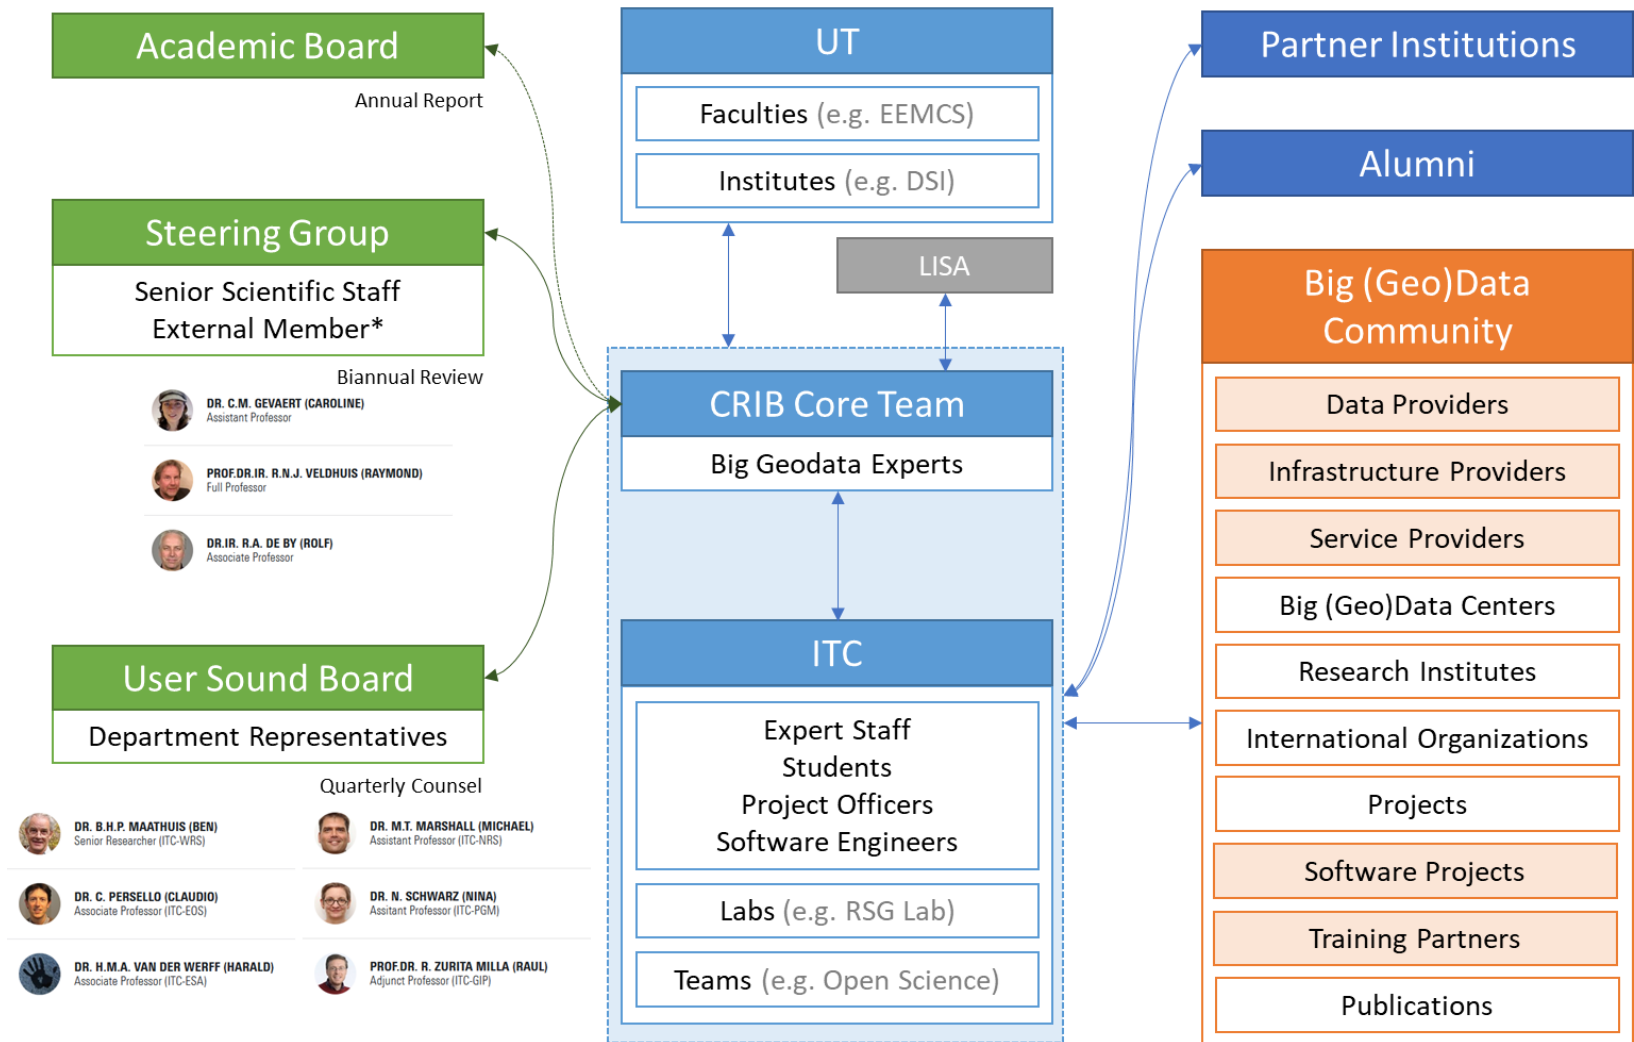 Academic Board
Annual Report
Steering Group
Senior Scientific Staff
External Member*
Biannual Review
DR. C.M. GEVAERT (CAROLINE)
Assistant Professor
PROF.DR.IR. R.N.J. VELDHUIS (RAYMOND)
Full Professor
DR.IR. R.A. DE BY (ROLF)
Associate Professor
User Sound Board
Department Representatives
Quarterly Counsel
DR. B.H.P. MAATHUIS (BEN)
Senior Researcher (ITC-WRS)
DR. M.T. MARSHALL (MICHAEL)
Assistant Professor (ITC-NRS)
DR. C. PERSELLO (CLAUDIO)
Associate Professor (ITC-EOS)
DR. N. SCHWARZ (NINA)
Assitant Professor (ITC-PGM)
DR. H.M.A. VAN DER WERFF (HARALD)
Associate Professor (ITC-ESA)
PROF.DR. R. ZURITA MILLA (RAUL)
Adjunct Professor (ITC-GIP)
UT
Faculties (e.g. EEMCS)
Institutes (e.g. DSI)
LISA
CRIB Core Team
Big Geodata Experts
ITC
Expert Staff
Students
Project Officers
Software Engineers
Labs (e.g. RSG Lab)
Teams (e.g. Open Science)
Partner Institutions
Alumni
Big (Geo)Data
Community
Data Providers
Infrastructure Providers
Service Providers
Big (Geo)Data Centers
Research Institutes
International Organizations
Projects
Software Projects
Training Partners
Publications